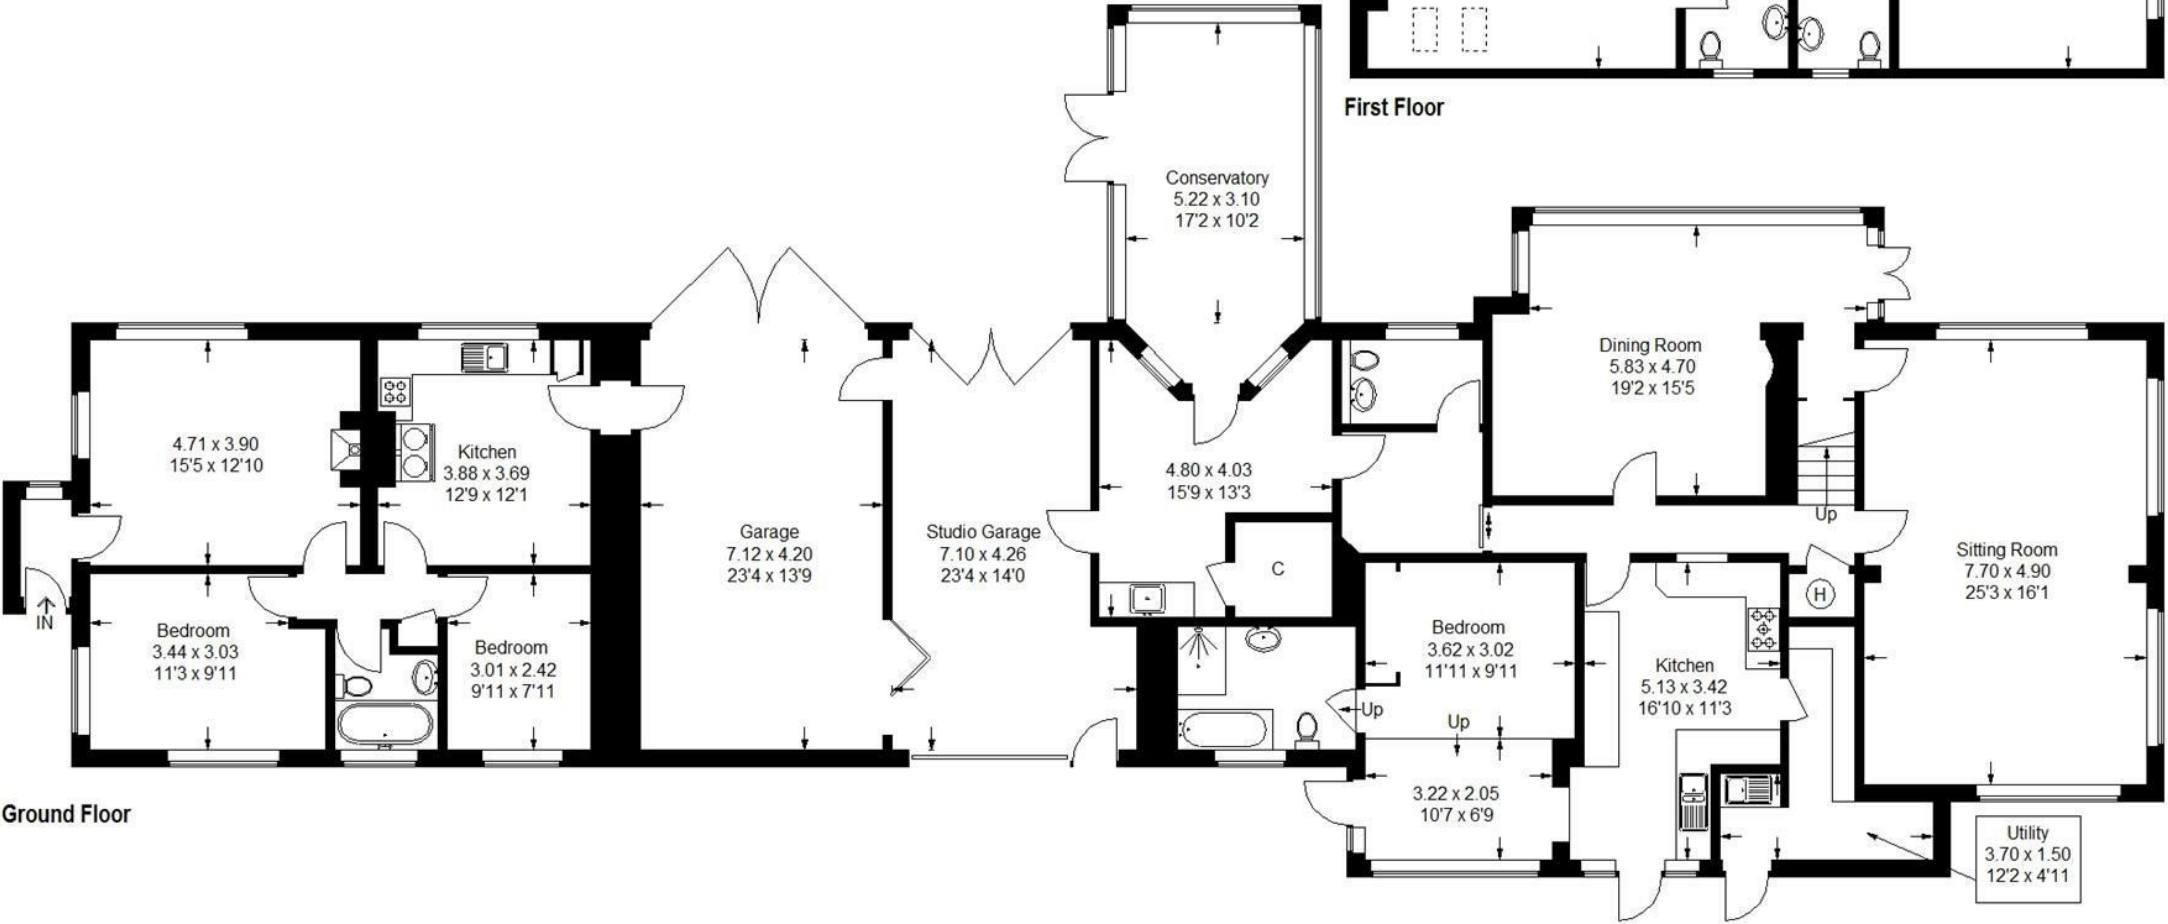 First Floor
Conservatory
5.22 x 3.10
17'2 x 10'2
Dining Room
5.83 x 4.70
19'2 x 15'5
4.71 x 3.90
15'5 x 12'10
Kitchen
3.88 x 3.69
12'9 x 12'1
4.80 x 4.03
15'9 x 13'3
Garage
7.12 x 4.20
23'4 x 13'9
Studio Garage
7.10 x 4.26
23'4 x 14'0
Up
Sitting Room
7.70 x 4.90
25'3 x 16'1
C
H
IN
Bedroom
3.44 x 3.03
11'3 x 9'11
Bedroom
3.01 x 2.42
9'11 x 7'11
Bedroom
3.62 x 3.02
11'11 x 9'11
Kitchen
5.13 x 3.42
16'10 x 11'3
Up
Up
3.22 x 2.05
10'7 x 6'9
Ground Floor
Utility
3.70 x 1.50
12'2 x 4'11